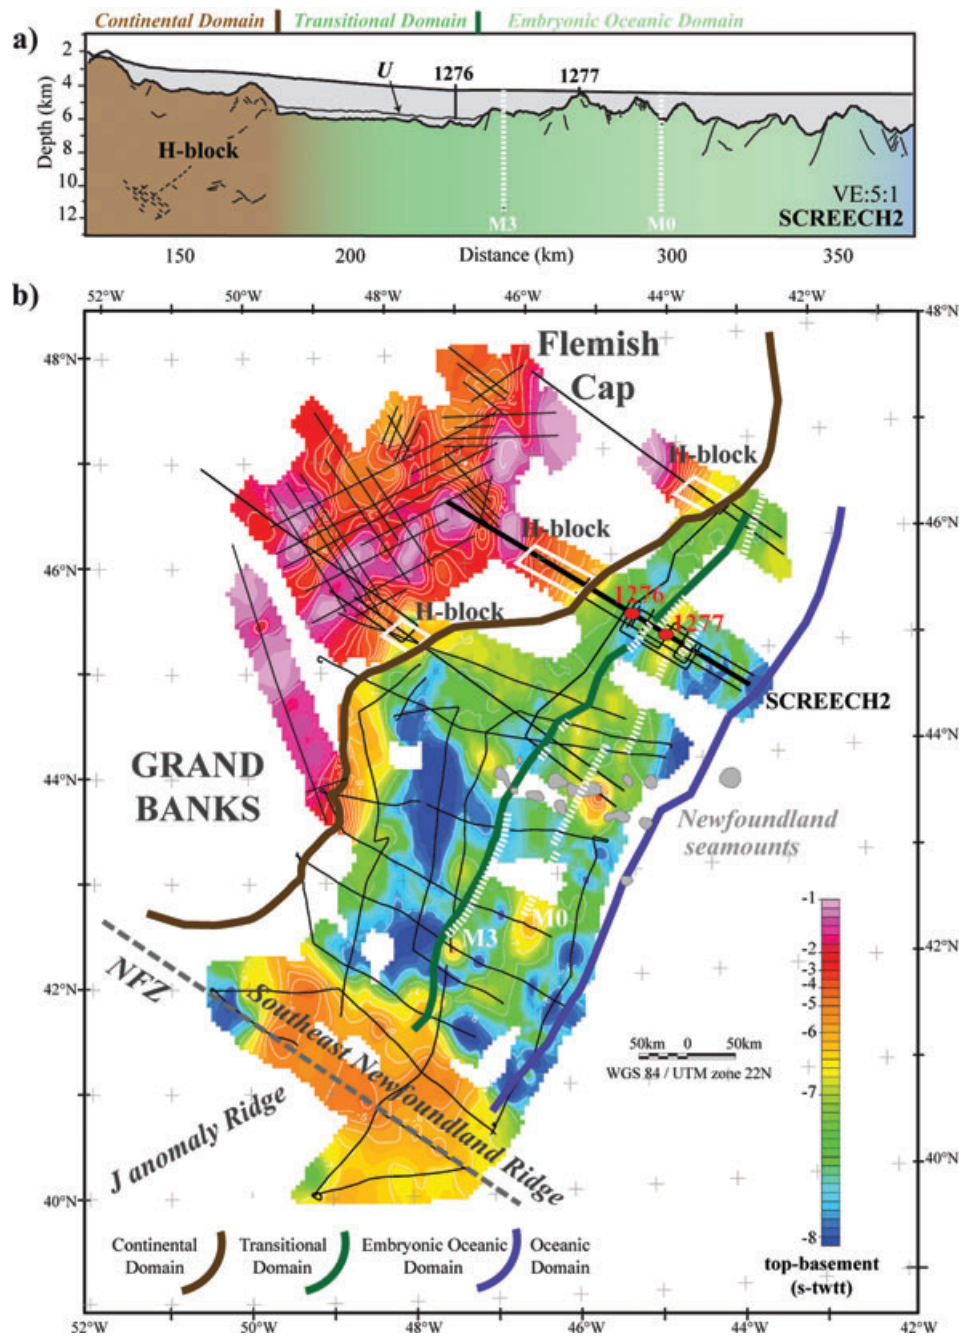 Continental Domain Transitional Domain Embryonic Oceanic Domain
a)
2
4
6
8
10
12
Depth (km)
U
1276
1277
H-block
M3
M0
VE:5:1
SCREECH2
150
200
Distance (km)
300
350
b)
52°W
50°W
48°W
46°W
44°W
42°W
48°N
48°N
46°N
46°N
44°N
44°N
42°N
42°N
40°N
40°N
Flemish
Cap
H-block
H-block
H-block
1276
1277
SCREECH2
GRAND
BANKS
Newfoundland
seamounts
M0
M3
NFZ
Southeast Newfoundland Ridge
J anomaly Ridge
50km 0 50km
WGS 84 / UTM zone 22N
-1
-2
-3
-4
-5
-6
-7
-8
top-basement
(s-twtt)
Continental
Domain
Transitional
Domain
Embryonic Oceanic
Domain
Oceanic
Domain
52°W
50°W
48°W
46°W
44°W
42°W